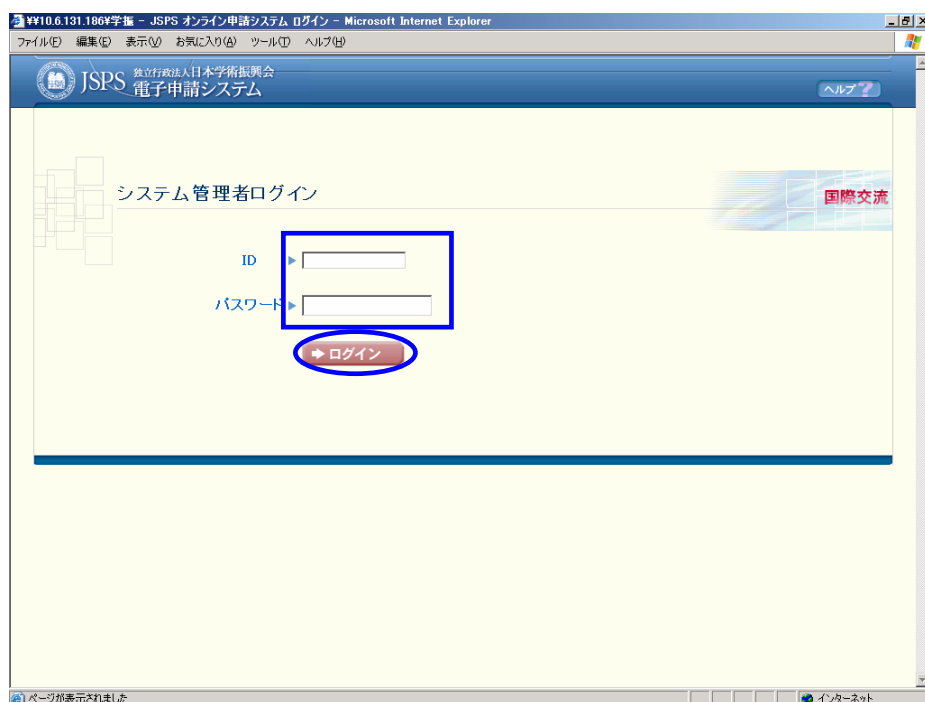 ¥¥10.6.131.186¥学振 - JSPS オンライン申請システム ログイン - Microsoft Internet Explorer
ファイル(F) 編集(E) 表示(V) お気に入り(A) ツール(T) ヘルプ(H)
JSPS 独立行政法人日本学術振興会
電子申請システム
ヘルプ?
システム管理者ログイン
国際交流
ID
パスワード
ログイン
ページが表示されました
インターネット